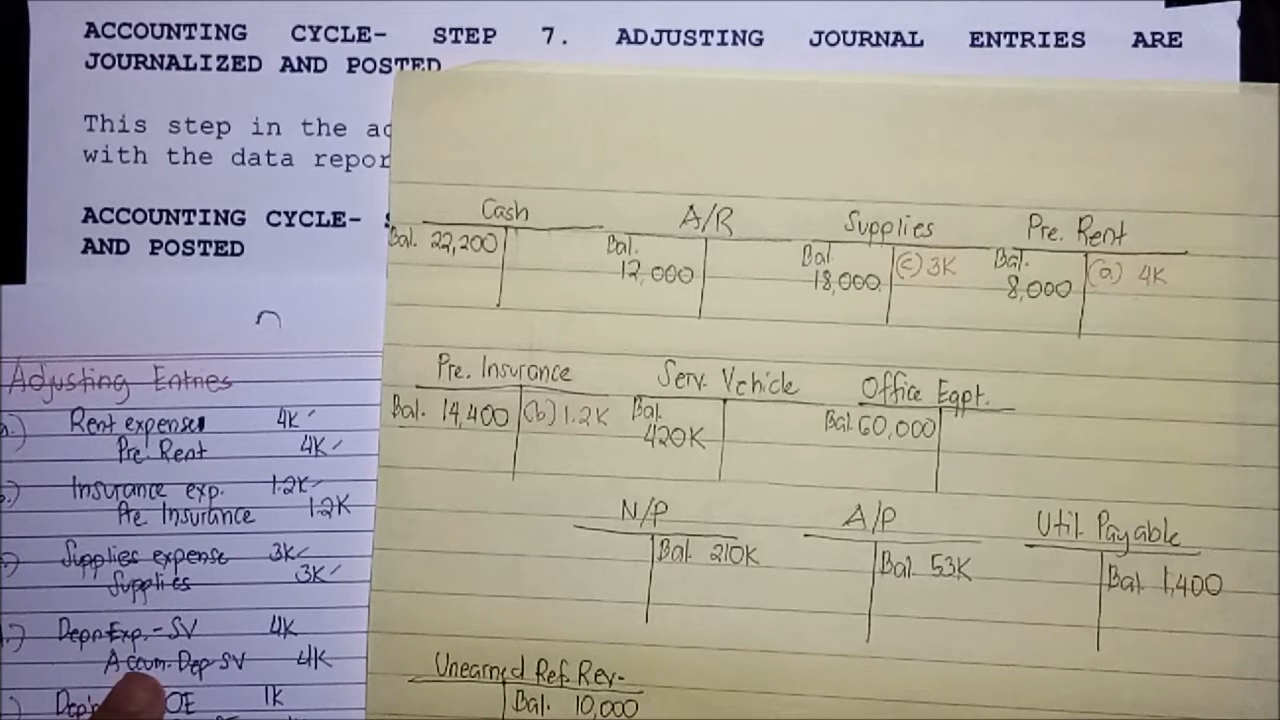 ACCOUNTING CYCLE- STEP 7. ADJUSTING JOURNAL ENTRIES ARE
JOURNALIZED AND POSTED
This step in the
with the data
ACCOUNTING CYCLE-
AND POSTED
Adjusting Entries
Rent expense 4K
Pre. Rent 4K
Insurance exp. 1.2K
Pre Insurance 1.2K
Supplies expense 3K
Supplies 3K
Depn Exp.-SV 4K
Accum. Dep SV 4K
OE 1K
Cash A/R Supplies Pre. Rent
Bal. 22,200 Bal. 12,000 Bal. 18,000 (c) 3K Bal. 8,000 (a) 4K
Pre. Insurance Serv. Vehicle Office Eqpt.
Bal. 14,400 (b) 1.2K Bal. 420K Bal. 60,000
N/P A/P Util. Payable
Bal. 210K Bal. 53K Bal. 1,400
Unearned Ref. Rev.
Bal. 10,000